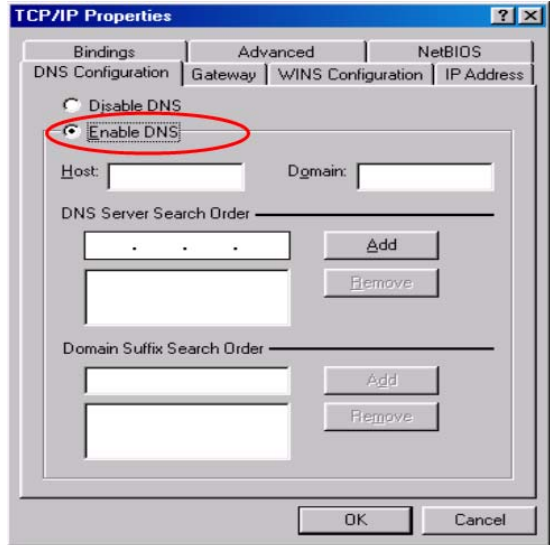 TCP/IP Properties
Bindings Advanced NetBIOS
DNS Configuration Gateway WINS Configuration IP Address
Disable DNS
Enable DNS
Host: Domain:
DNS Server Search Order
Add
Remove
Domain Suffix Search Order
Add
Remove
OK Cancel